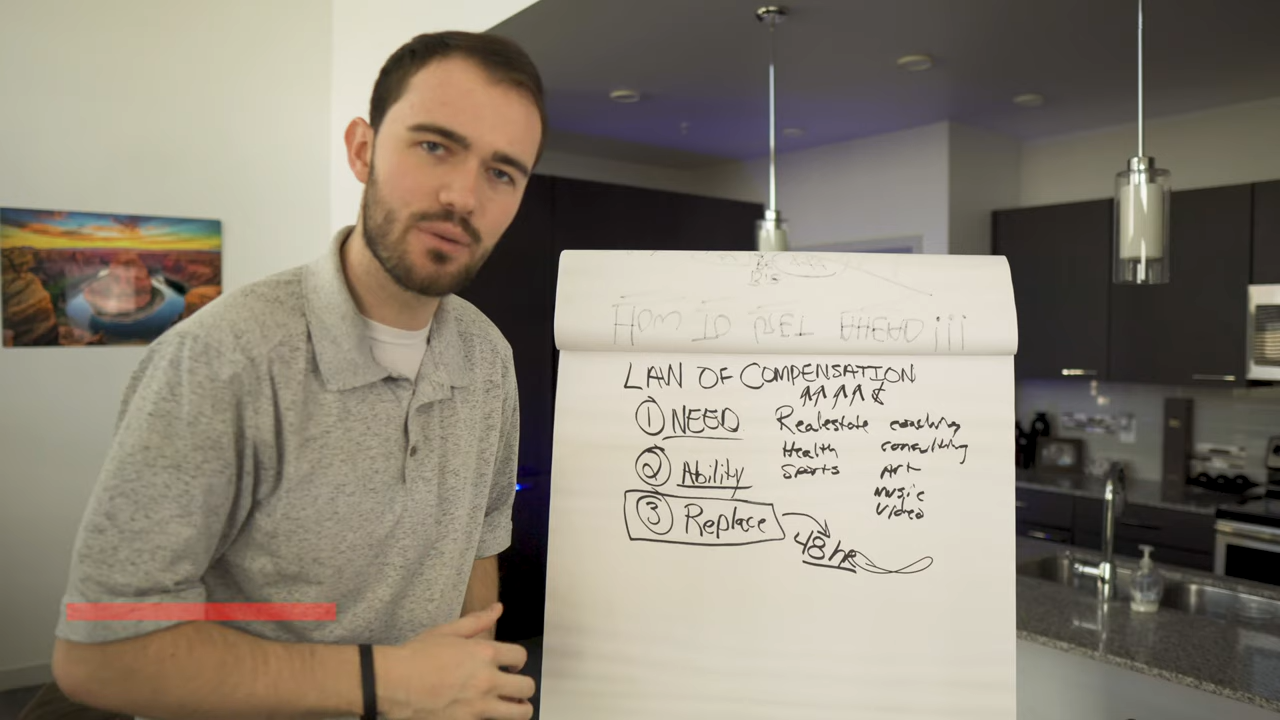 HOW TO GET AHEAD!!!
LAW OF COMPENSATION
① NEED
② Ability
③ Replace
48 hr
Realestate
Health
Sports
coaching
consulting
Art
music
Video